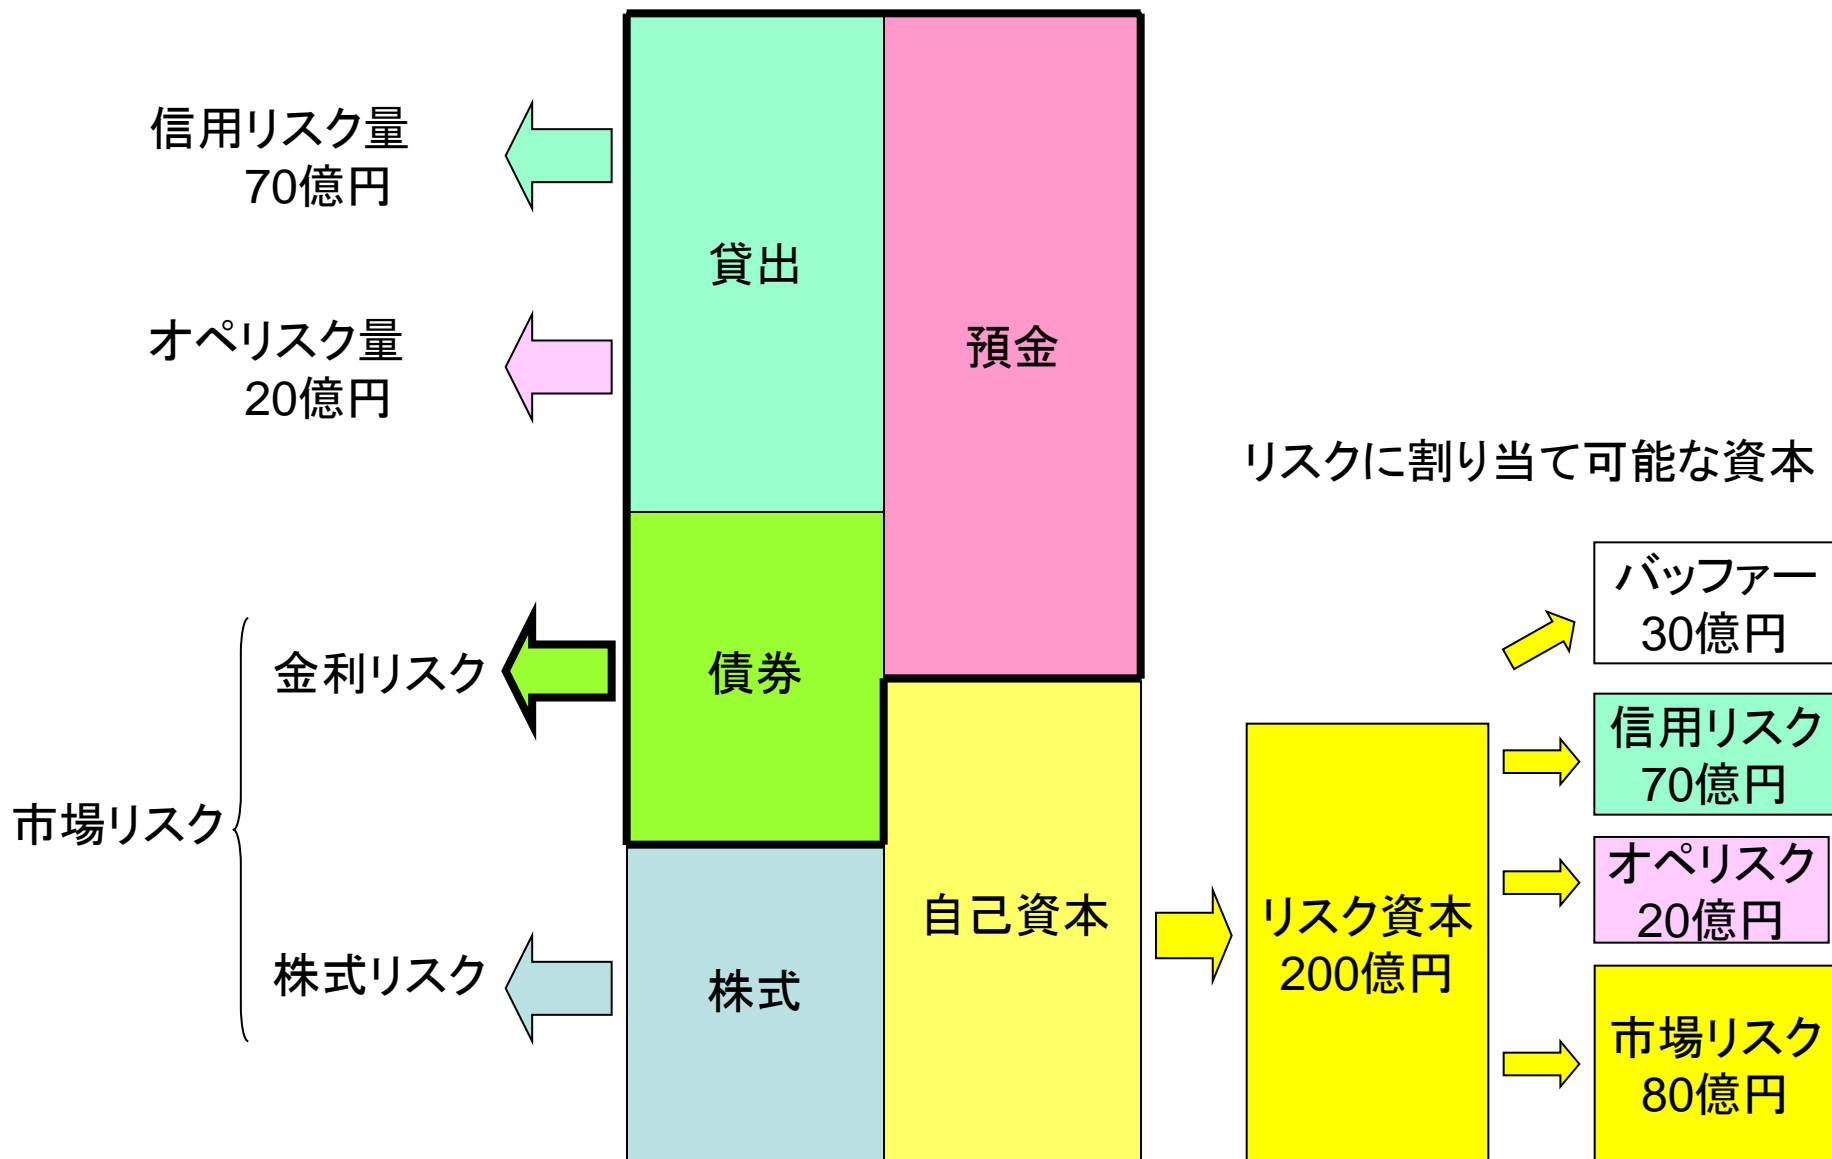 信用リスク量
70億円
オペリスク量
20億円
市場リスク
金利リスク
株式リスク
貸出
債券
株式
預金
自己資本
リスク資本
200億円
リスクに割り当て可能な資本
バッファー
30億円
信用リスク
70億円
オペリスク
20億円
市場リスク
80億円